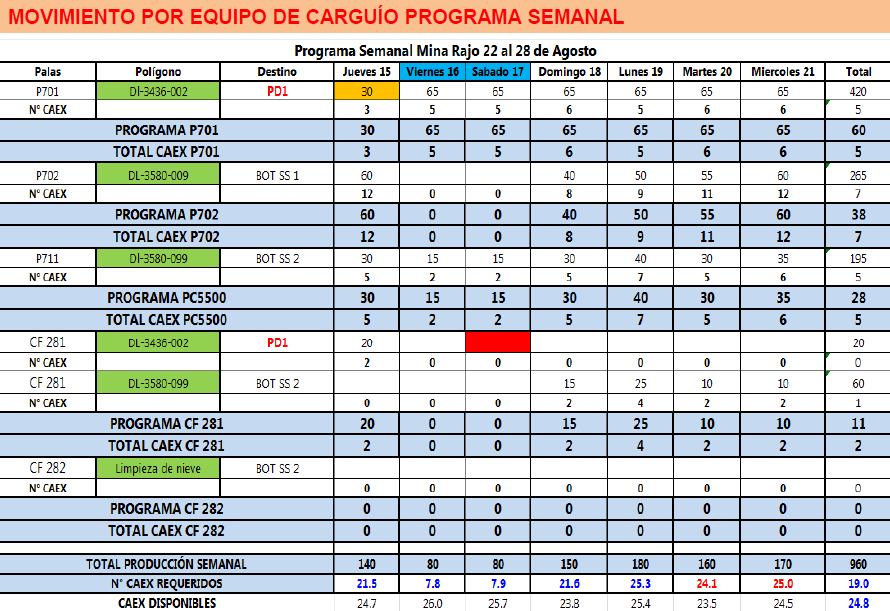 MOVIMIENTO POR EQUIPO DE CARGUÍO PROGRAMA SEMANAL
Programa Semanal Mina Rajo 22 al 28 de Agosto
Palas Polígono Destino Jueves 15 Viernes 16 Sabado 17 Domingo 18 Lunes 19 Martes 20 Miercoles 21 Total
P701 DI-3436-002 PD1 30 65 65 65 65 65 65 420
N° CAEX 3 5 5 6 5 6 6 5
PROGRAMA P701 30 65 65 65 65 65 65 60
TOTAL CAEX P701 3 5 5 6 5 6 6 5
P702 DL-3580-009 BOT SS 1 60 40 50 55 60 265
N° CAEX 12 0 0 8 9 11 12 7
PROGRAMA P702 60 0 0 40 50 55 60 38
TOTAL CAEX P702 12 0 0 8 9 11 12 7
P711 DI-3580-099 BOT SS 2 30 15 15 30 40 30 35 195
N° CAEX 5 2 2 5 7 5 6 5
PROGRAMA PC5500 30 15 15 30 40 30 35 28
TOTAL CAEX PC5500 5 2 2 5 7 5 6 5
CF 281 DL-3436-002 PD1 20 20
N° CAEX 2 0 0 0 0 0 0 0
CF 281 DL-3580-099 BOT SS 2 15 25 10 10 60
N° CAEX 0 0 0 2 4 2 2 1
PROGRAMA CF 281 20 0 0 15 25 10 10 11
TOTAL CAEX CF 281 2 0 0 2 4 2 2 2
CF 282 Limpieza de nieve BOT SS 2
N° CAEX 0 0 0 0 0 0 0 0
PROGRAMA CF 282 0 0 0 0 0 0 0 0
TOTAL CAEX CF 282 0 0 0 0 0 0 0 0
TOTAL PRODUCCIÓN SEMANAL 140 80 80 150 180 160 170 960
N° CAEX REQUERIDOS 21.5 7.8 7.9 21.6 25.3 24.1 25.0 19.0
CAEX DISPONIBLES 24.7 26.0 25.7 23.8 25.4 23.5 24.5 24.8